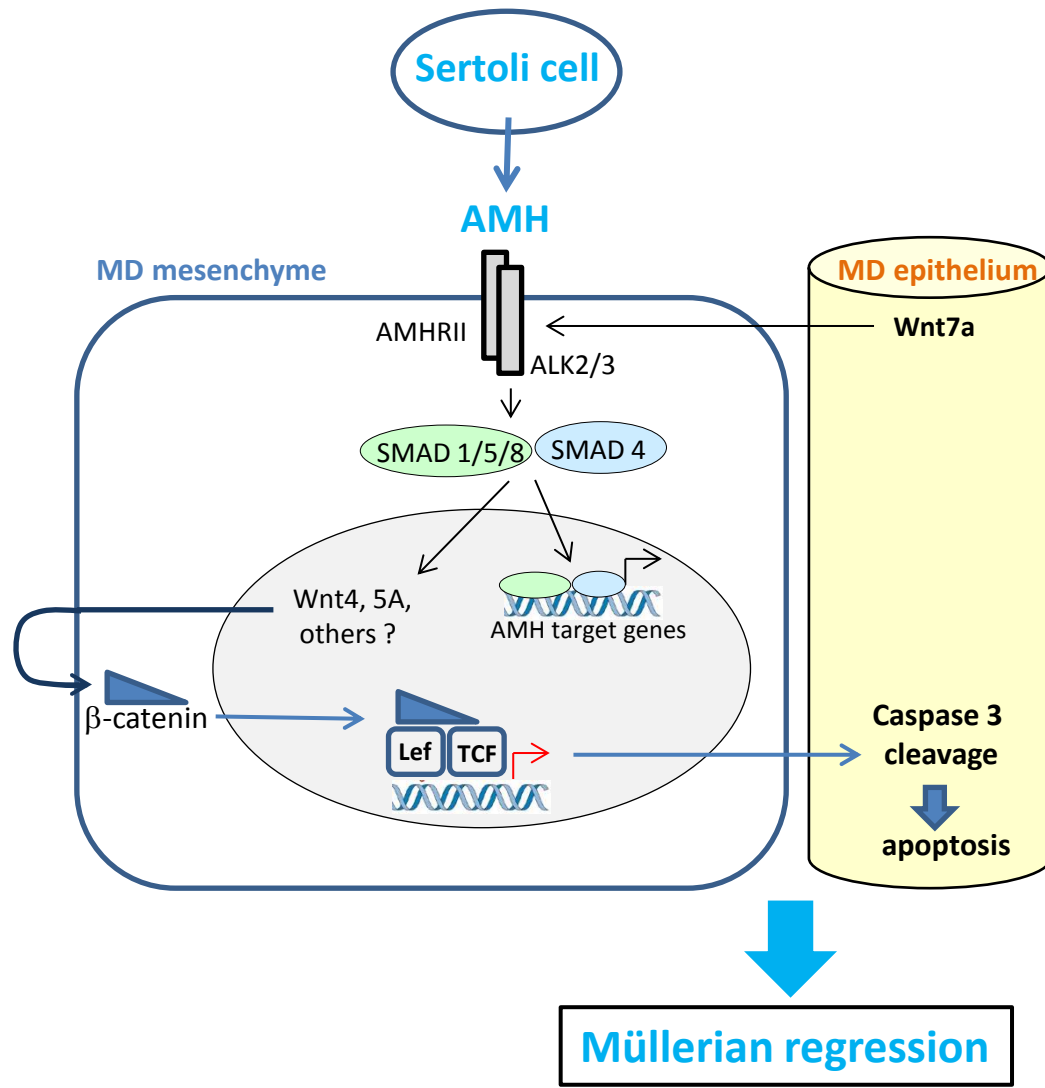 Sertoli cell
AMH
MD mesenchyme
MD epithelium
Wnt7a
AMHRII
ALK2/3
SMAD 1/5/8
SMAD 4
Wnt4, 5A,
others ?
AMH target genes
β-catenin
Lef
TCF
Caspase 3
cleavage
apoptosis
Müllerian regression